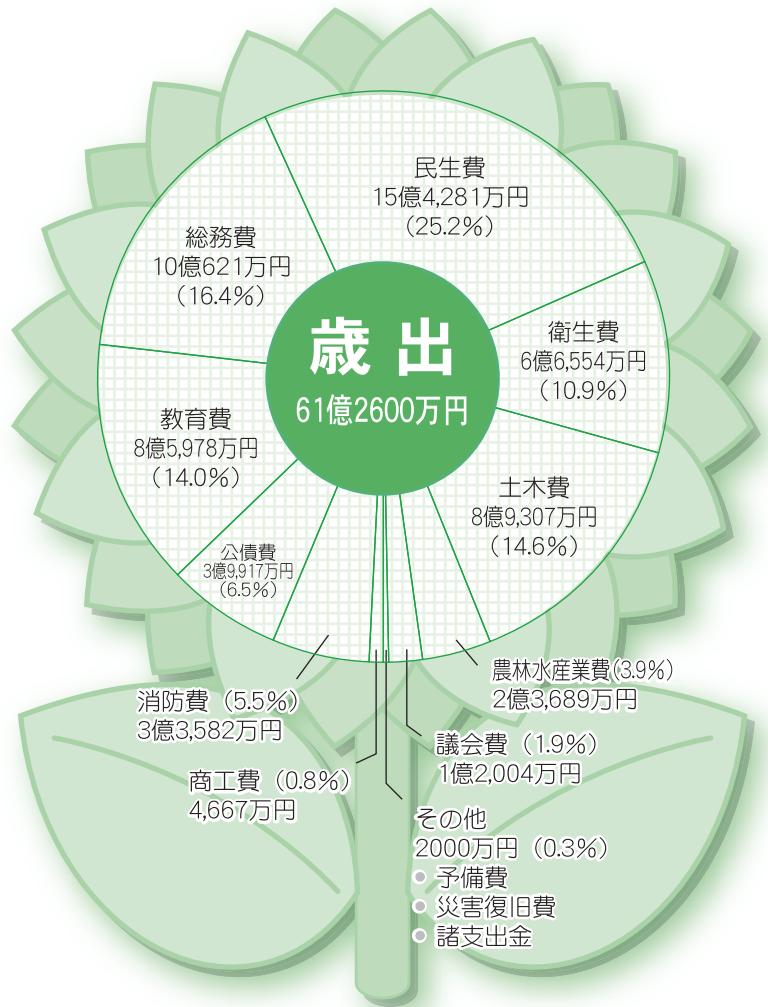 歳出
61億2600万円
民生費
15億4,281万円
（25.2％）
衛生費
6億6,554万円
（10.9％）
土木費
8億9,307万円
（14.6％）
農林水産業費（3.9％）
2億3,689万円
議会費（1.9％）
1億2,004万円
その他
2000万円（0.3％）
● 予備費
● 災害復旧費
● 諸支出金
商工費（0.8％）
4,667万円
消防費（5.5％）
3億3,582万円
公債費
3億9,917万円
（6.5％）
教育費
8億5,978万円
（14.0％）
総務費
10億621万円
（16.4％）